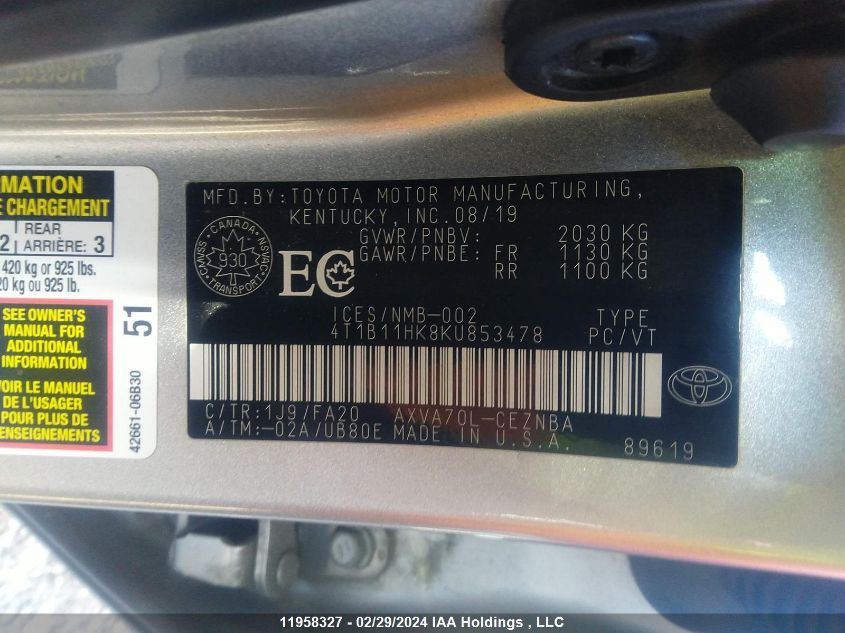 MATION
E CHARGEMENT
REAR
2 ARRIÈRE: 3
420 kg or 925 lbs.
20 kg ou 925 lb.
SEE OWNER'S
MANUAL FOR
ADDITIONAL
INFORMATION
VOIR LE MANUEL
DE L'USAGER
POUR PLUS DE
RENSEIGNEMENTS
51
42661-06B30
MFD.BY:TOYOTA MOTOR MANUFACTURING,
KENTUCKY,INC.08/19
GVWR/PNBV: 2030 KG
GAWR/PNBE: FR 1130 KG
RR 1100 KG
CANADA
CMVSS NSVAC
930
TRANSPORT
EC
ICES/NMB-002 TYPE
4T1B11HK8KU853478 PC/VT
C/TR:1J9/FA20 AXVA70L-CEZNBA
A/TM:-02A/UB80E MADE IN U.S.A.
89619
11958327 - 02/29/2024 IAA Holdings , LLC